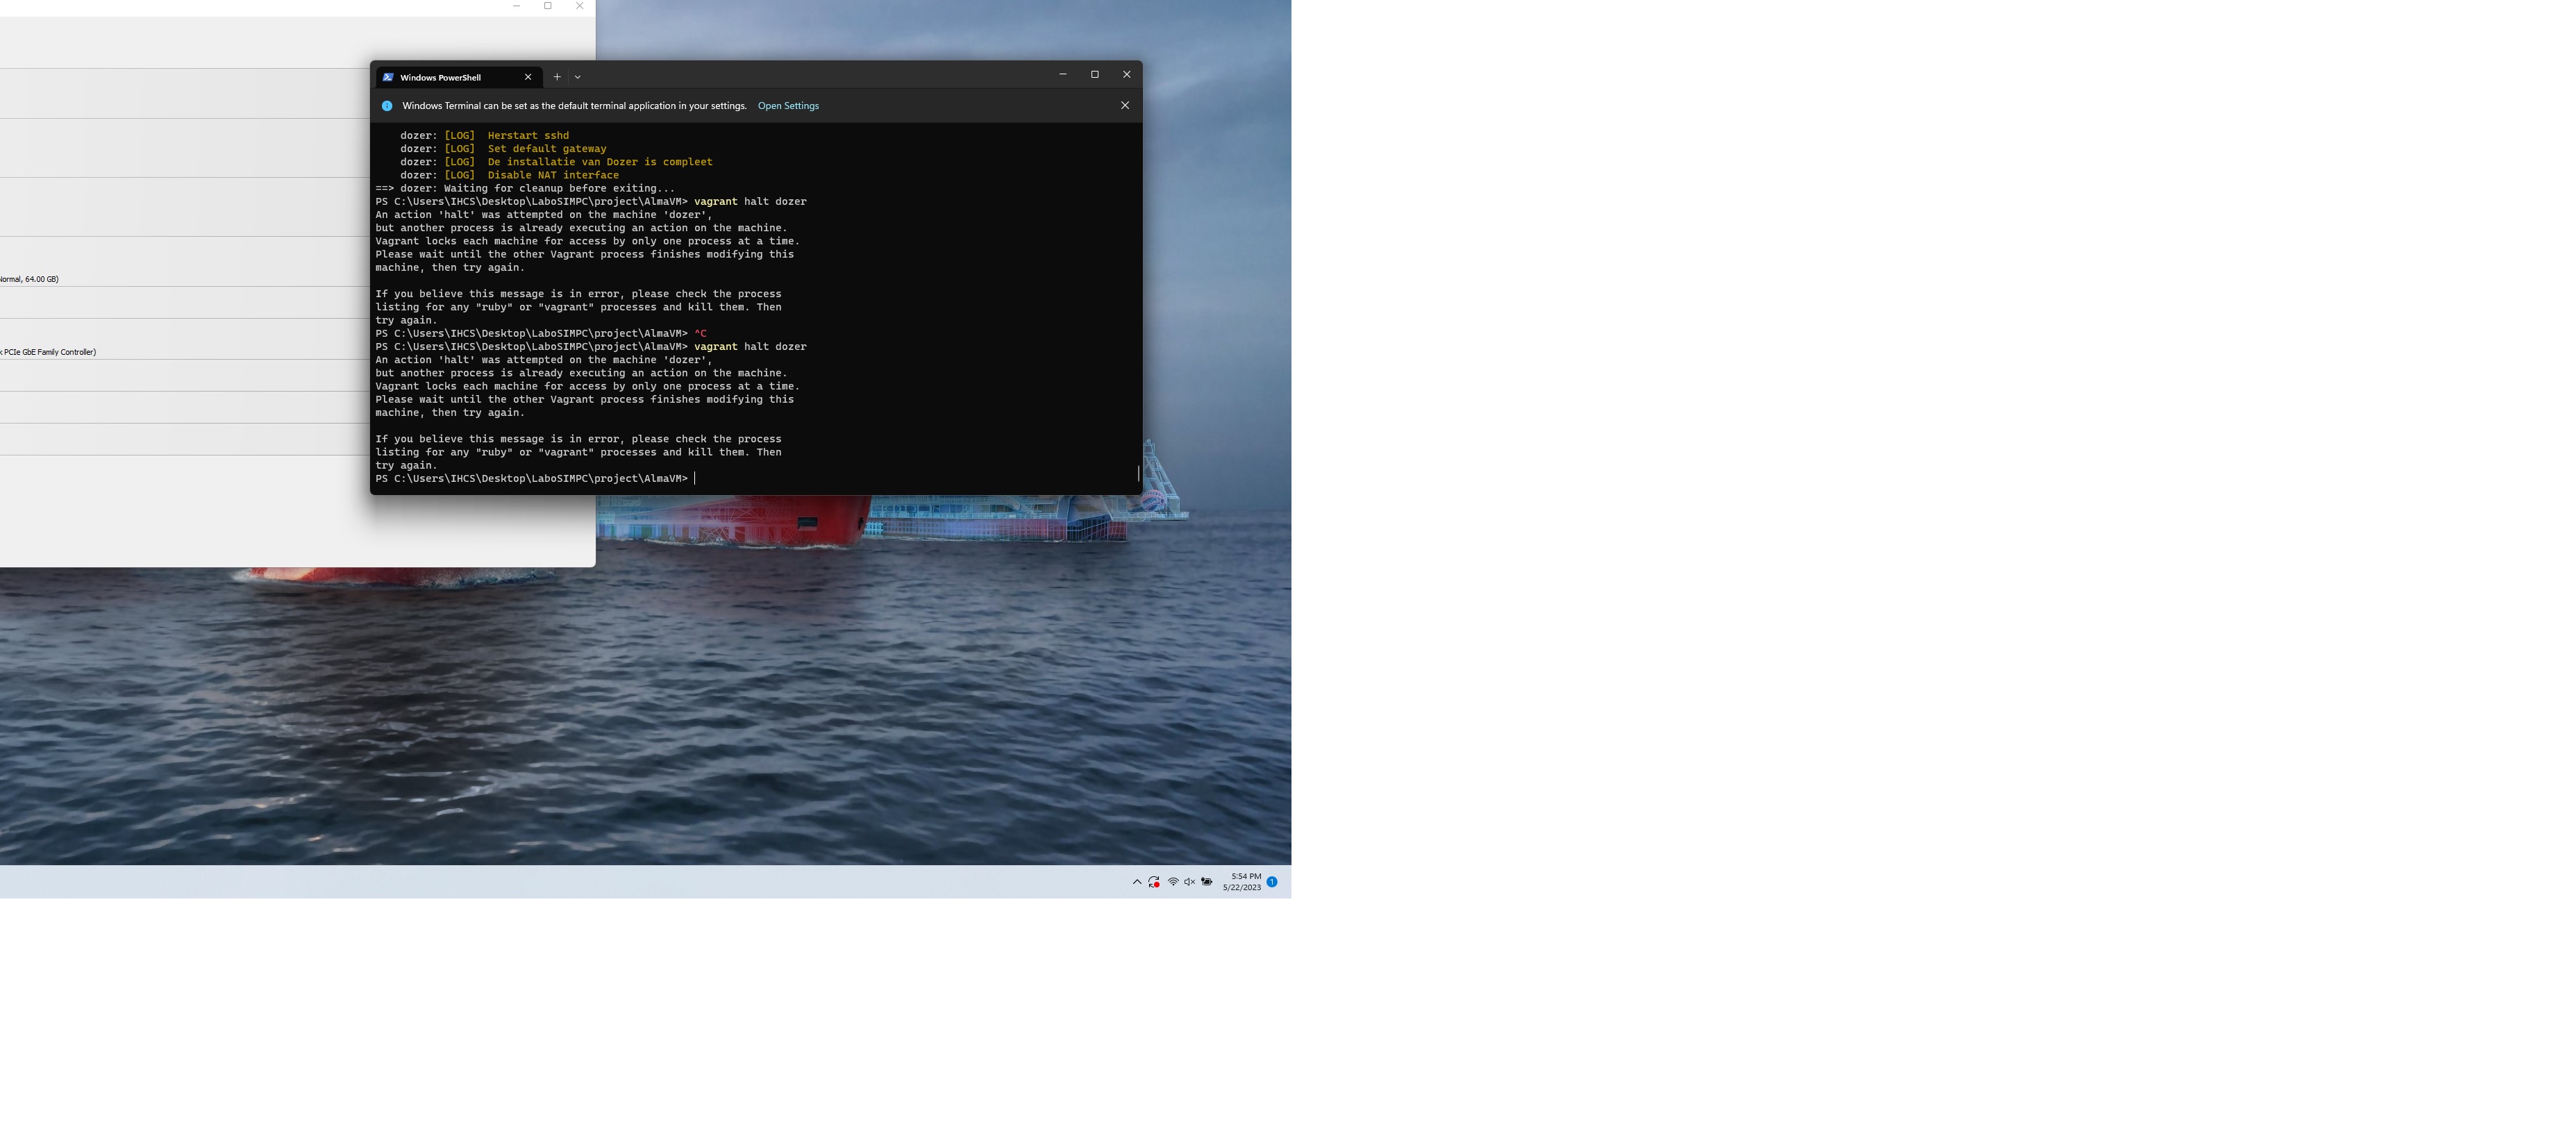 Windows PowerShell
Windows Terminal can be set as the default terminal application in your settings. Open Settings
dozer: [LOG]  Herstart sshd
dozer: [LOG]  Set default gateway
dozer: [LOG]  De installatie van Dozer is compleet
dozer: [LOG]  Disable NAT interface
==> dozer: Waiting for cleanup before exiting...
PS C:\Users\IHCS\Desktop\LaboSIMPC\project\AlmaVM> vagrant halt dozer
An action 'halt' was attempted on the machine 'dozer',
but another process is already executing an action on the machine.
Vagrant locks each machine for access by only one process at a time.
Please wait until the other Vagrant process finishes modifying this
machine, then try again.
If you believe this message is in error, please check the process
listing for any "ruby" or "vagrant" processes and kill them. Then
try again.
PS C:\Users\IHCS\Desktop\LaboSIMPC\project\AlmaVM> ^C
PS C:\Users\IHCS\Desktop\LaboSIMPC\project\AlmaVM> vagrant halt dozer
An action 'halt' was attempted on the machine 'dozer',
but another process is already executing an action on the machine.
Vagrant locks each machine for access by only one process at a time.
Please wait until the other Vagrant process finishes modifying this
machine, then try again.
If you believe this message is in error, please check the process
listing for any "ruby" or "vagrant" processes and kill them. Then
try again.
PS C:\Users\IHCS\Desktop\LaboSIMPC\project\AlmaVM>
Normal, 64.00 GB)
PCIe GbE Family Controller)
5:54 PM
5/22/2023
1